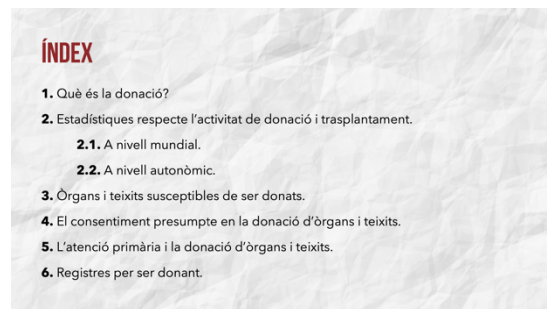 ÍNDEX
1. Què és la donació?
2. Estadístiques respecte l'activitat de donació i trasplantament.
2.1. A nivell mundial.
2.2. A nivell autonòmic.
3. Òrgans i teixits susceptibles de ser donats.
4. El consentiment presumpte en la donació d'òrgans i teixits.
5. L'atenció primària i la donació d'òrgans i teixits.
6. Registres per ser donant.